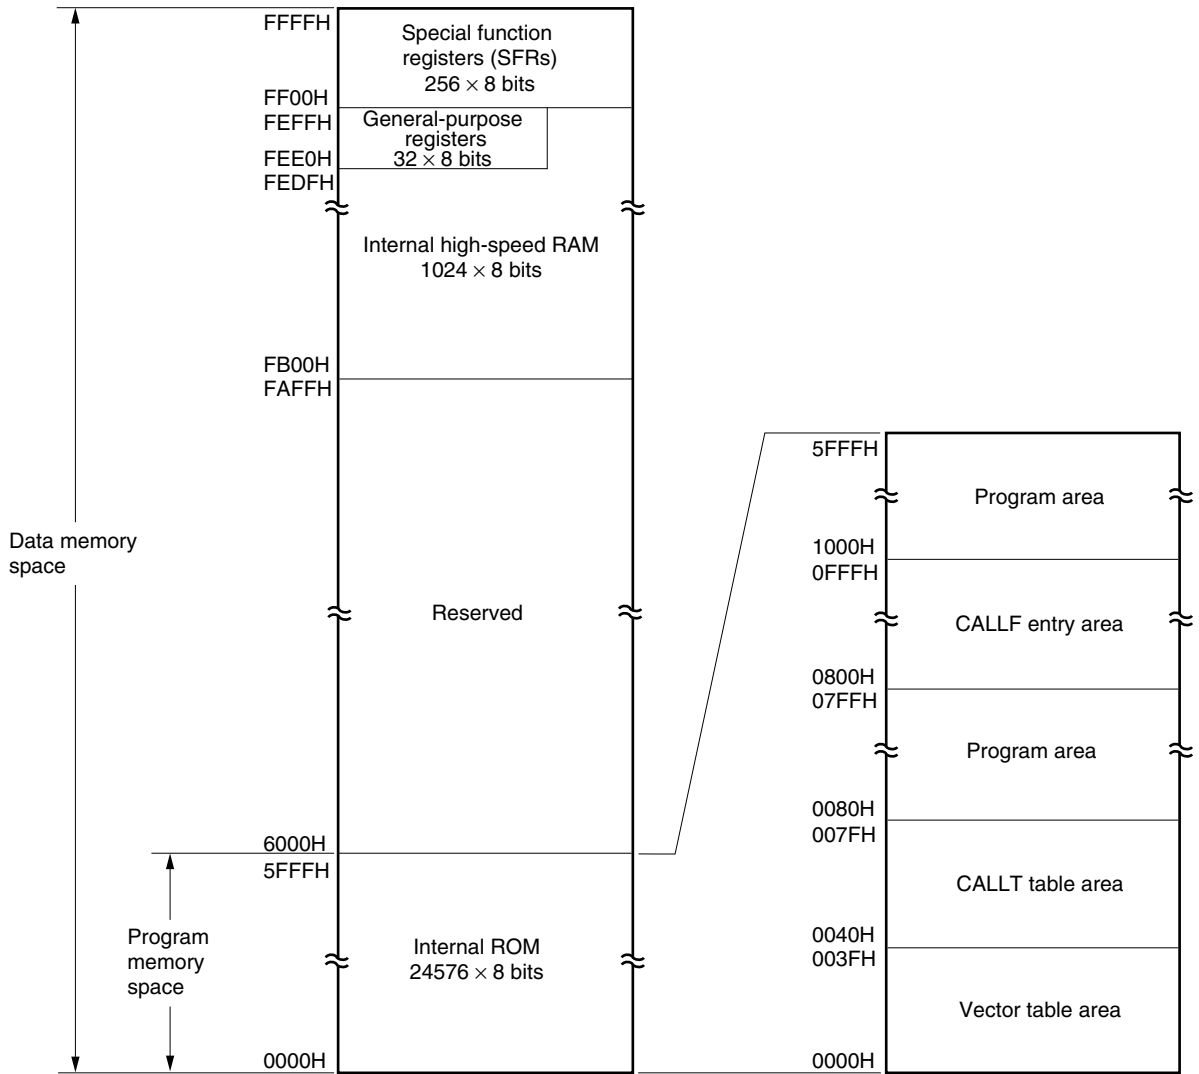 FFFFH
Special function
registers (SFRs)
256 × 8 bits
FF00H
FEFFH
General-purpose
registers
32 × 8 bits
FEE0H
FEDFH
Internal high-speed RAM
1024 × 8 bits
FB00H
FAFFH
Data memory
space
Reserved
6000H
5FFFH
Program
memory
space
Internal ROM
24576 × 8 bits
0000H
5FFFH
Program area
1000H
0FFFH
CALLF entry area
0800H
07FFH
Program area
0080H
007FH
CALLT table area
0040H
003FH
Vector table area
0000H